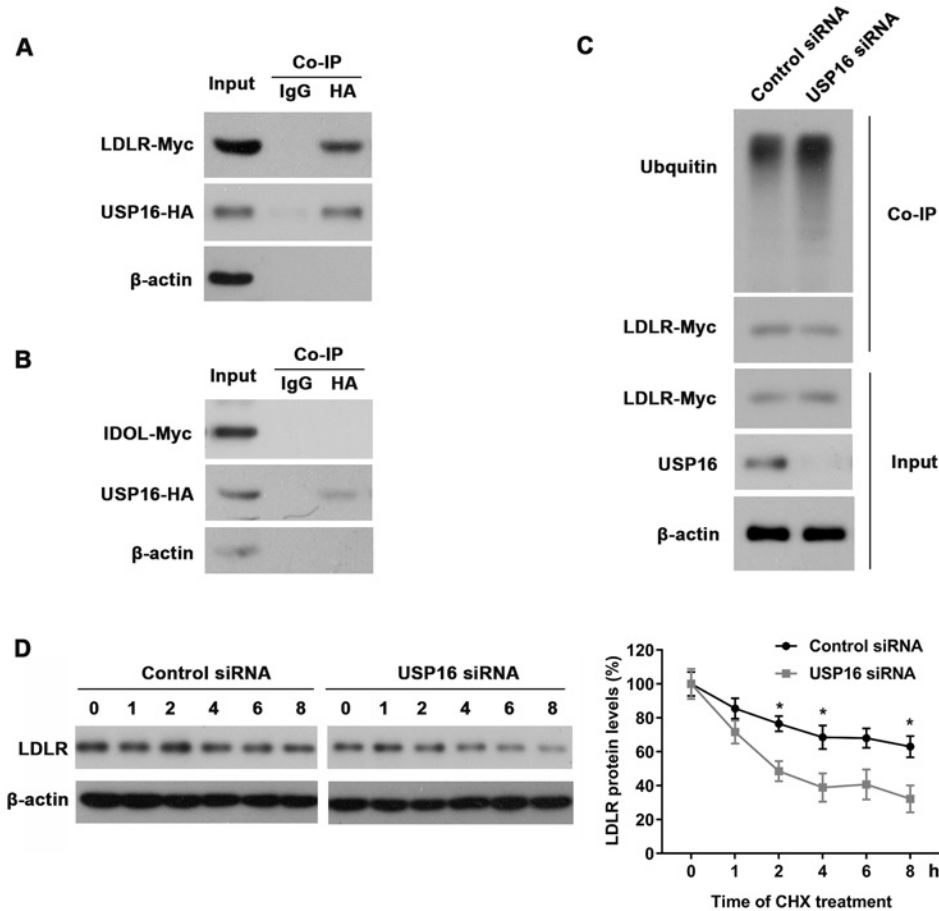 A
Co-IP
Input IgG HA
LDLR-Myc
USP16-HA
β-actin
B
Co-IP
Input IgG HA
IDOL-Myc
USP16-HA
β-actin
C
Control siRNA
USP16 siRNA
Ubquitin
LDLR-Myc
Co-IP
LDLR-Myc
USP16
β-actin
Input
D
Control siRNA USP16 siRNA
0 1 2 4 6 8 0 1 2 4 6 8
LDLR
β-actin
Control siRNA
USP16 siRNA
LDLR protein levels (%)
120
100
80
60
40
20
0
* * *
0 1 2 4 6 8 h
Time of CHX treatment